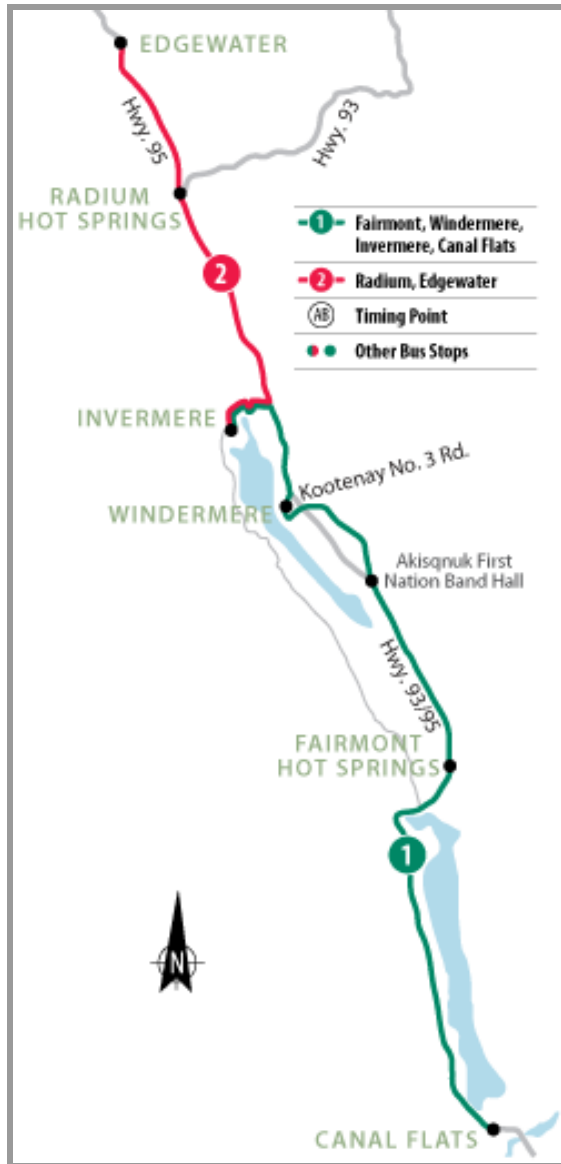 EDGEWATER
Hwy. 95
Hwy. 93
RADIUM
HOT SPRINGS
1 Fairmont, Windermere,
Invermere, Canal Flats
2 Radium, Edgewater
AB Timing Point
Other Bus Stops
2
INVERMERE
Kootenay No. 3 Rd.
WINDERMERE
Akisqnuk First
Nation Band Hall
Hwy. 93/95
FAIRMONT
HOT SPRINGS
1
N
CANAL FLATS